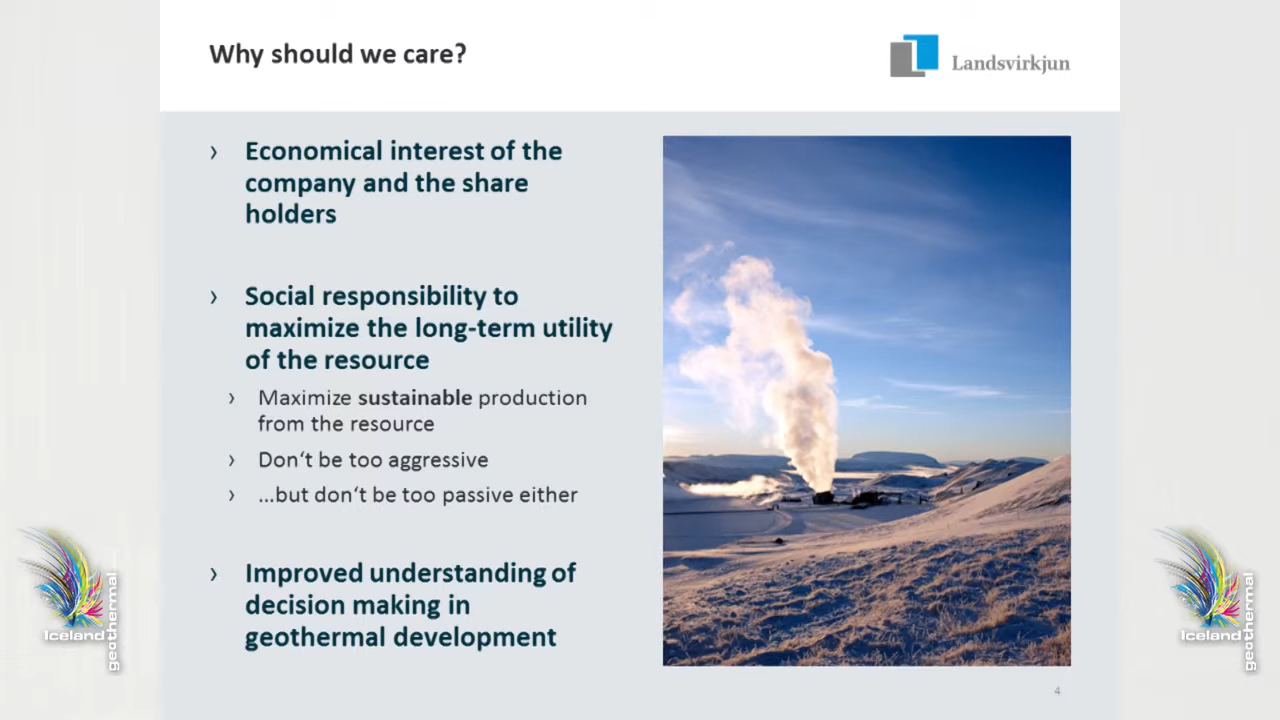 Why should we care?
Landsvirkjun
› Economical interest of the
company and the share
holders
› Social responsibility to
maximize the long-term utility
of the resource
› Maximize sustainable production
from the resource
› Don‘t be too aggressive
› ...but don‘t be too passive either
› Improved understanding of
decision making in
geothermal development
4
Iceland
geothermal
Iceland
geothermal